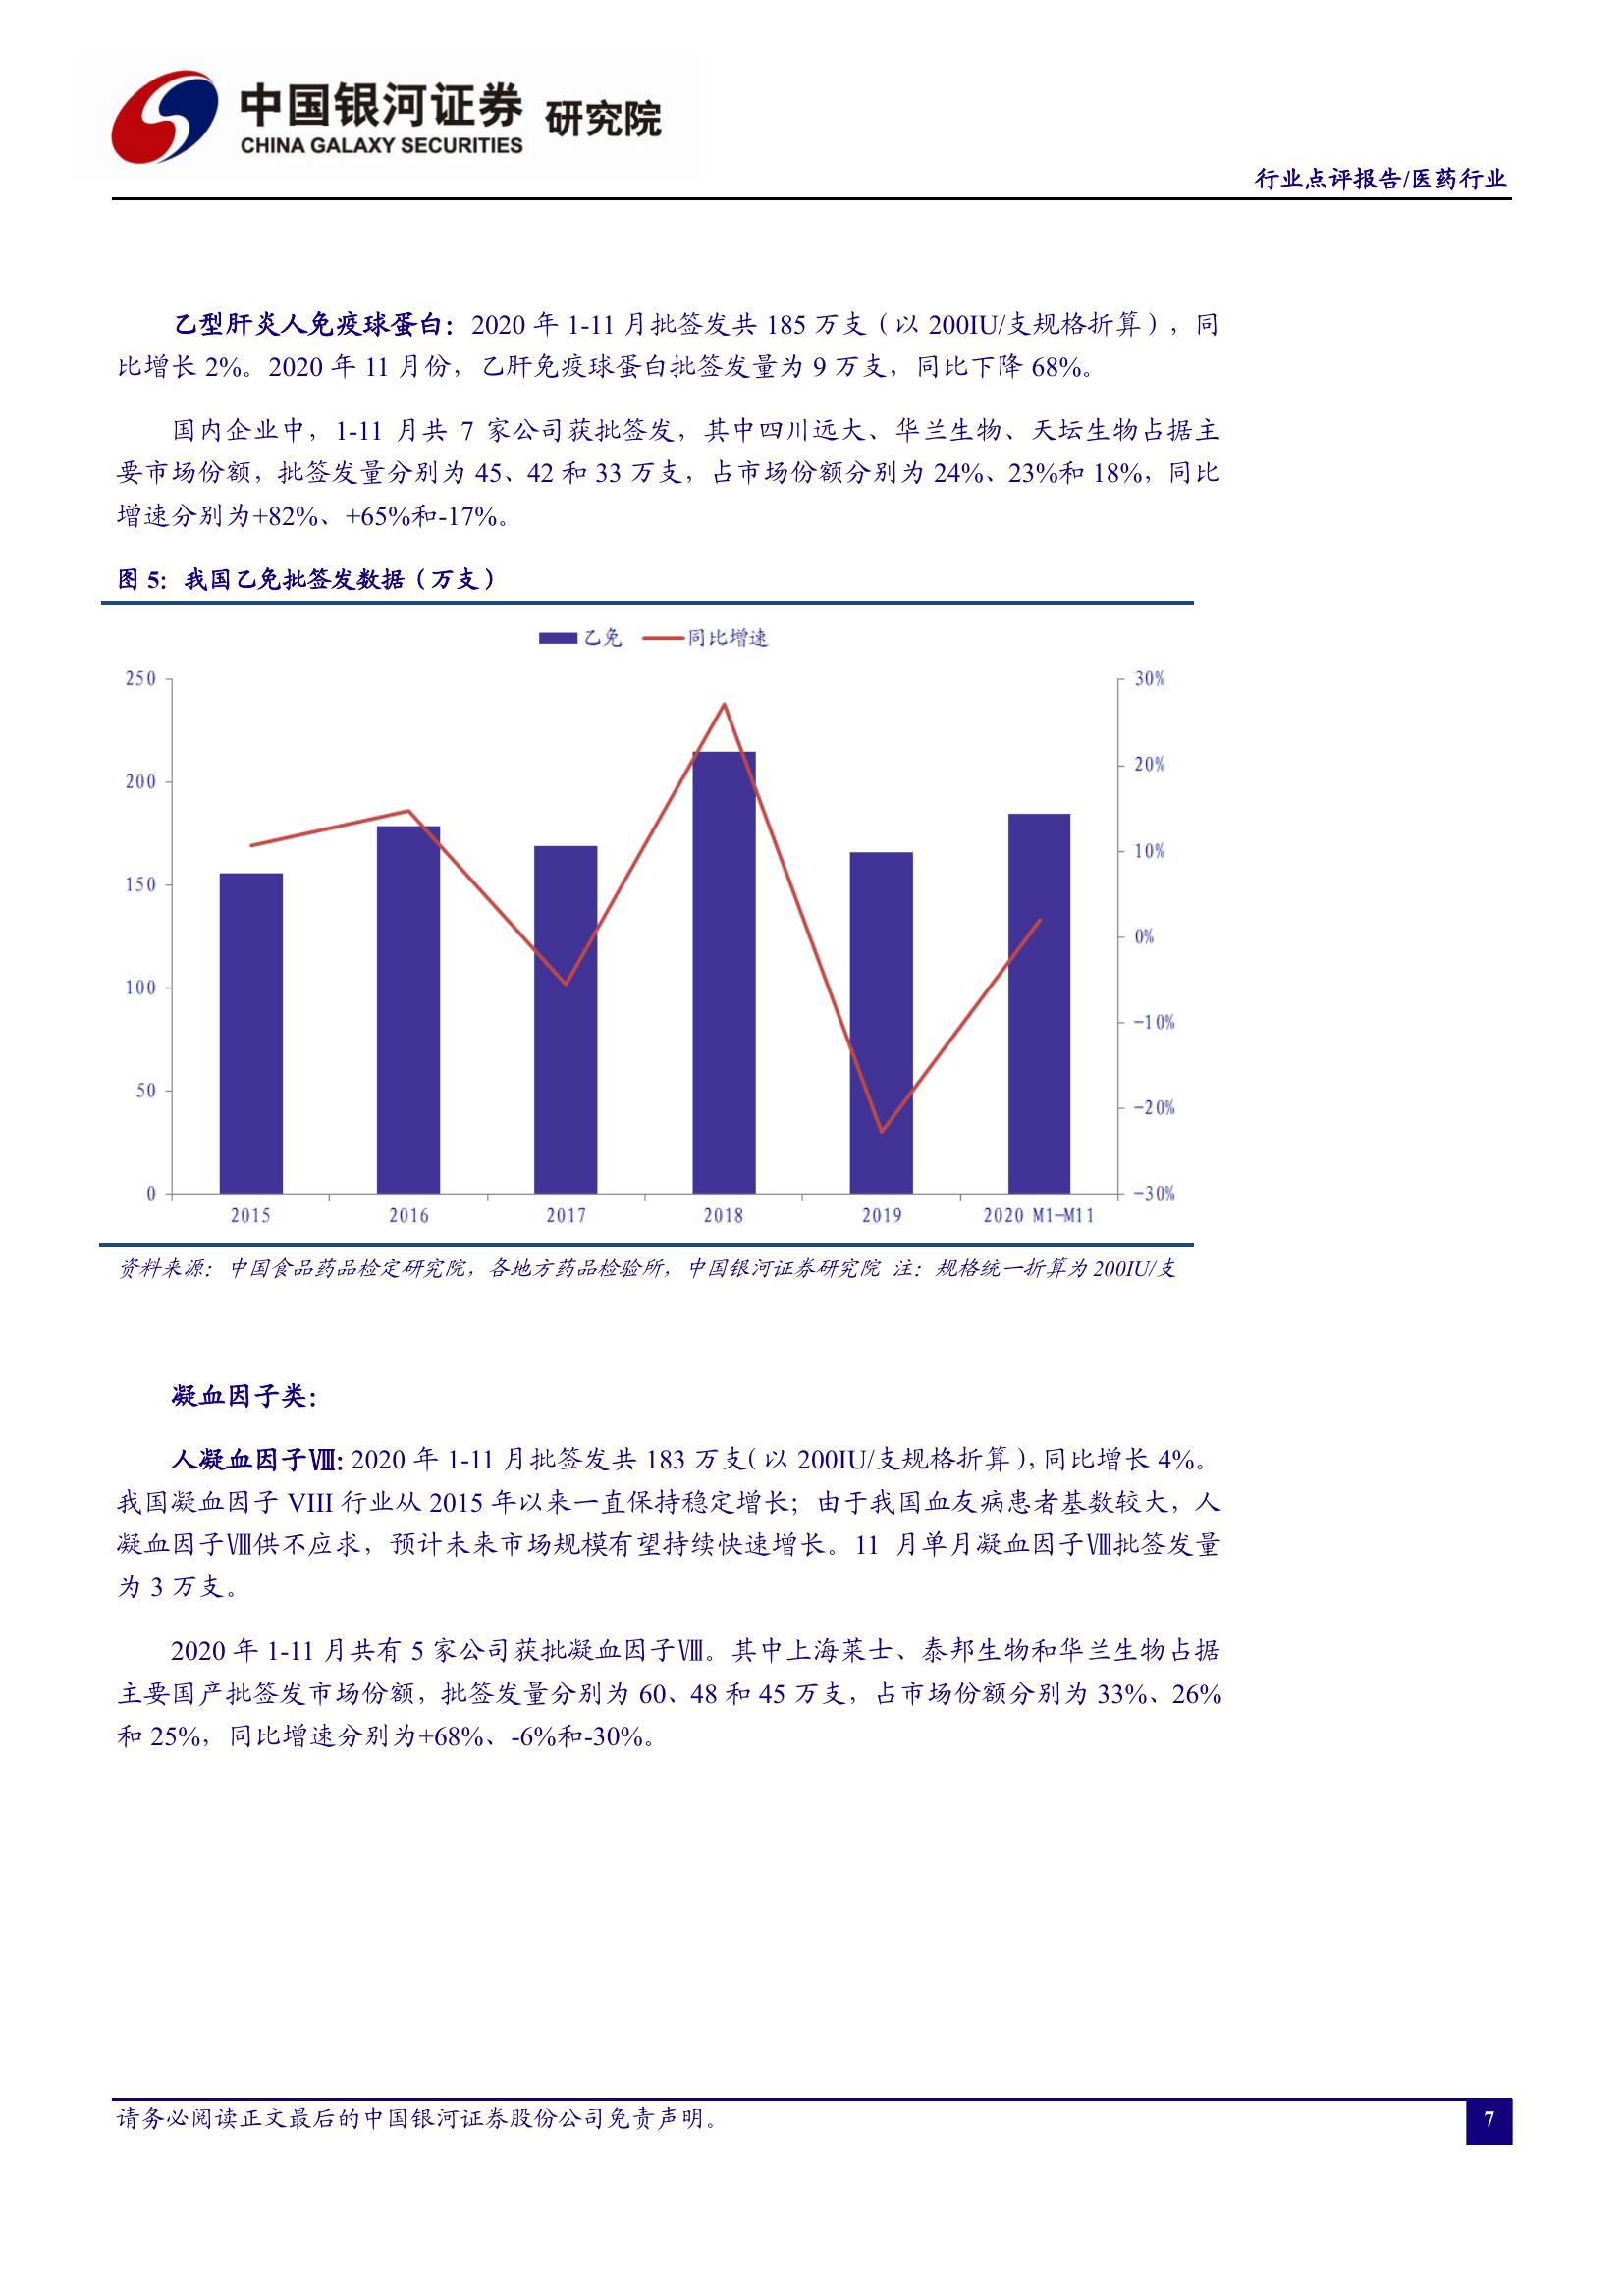 中国银河证券 研究院
CHINA GALAXY SECURITIES
行业点评报告/医药行业
乙型肝炎人免疫球蛋白：2020 年 1-11 月批签发共 185 万支（以 200IU/支规格折算），同
比增长 2%。2020 年 11 月份，乙肝免疫球蛋白批签发量为 9 万支，同比下降 68%。
国内企业中，1-11 月共 7 家公司获批签发，其中四川远大、华兰生物、天坛生物占据主
要市场份额，批签发量分别为 45、42 和 33 万支，占市场份额分别为 24%、23%和 18%，同比
增速分别为+82%、+65%和-17%。
图 5：我国乙免批签发数据（万支）
乙免 同比增速
250 30%
200 20%
150 10%
100 0%
50 -10%
0 -20%
-30%
2015 2016 2017 2018 2019 2020 M1-M11
资料来源：中国食品药品检定研究院，各地方药品检验所，中国银河证券研究院 注：规格统一折算为 200IU/支
凝血因子类：
人凝血因子Ⅷ：2020 年 1-11 月批签发共 183 万支（以 200IU/支规格折算），同比增长 4%。
我国凝血因子 VIII 行业从 2015 年以来一直保持稳定增长；由于我国血友病患者基数较大，人
凝血因子Ⅷ供不应求，预计未来市场规模有望持续快速增长。11 月单月凝血因子Ⅷ批签发量
为 3 万支。
2020 年 1-11 月共有 5 家公司获批凝血因子Ⅷ。其中上海莱士、泰邦生物和华兰生物占据
主要国产批签发市场份额，批签发量分别为 60、48 和 45 万支，占市场份额分别为 33%、26%
和 25%，同比增速分别为+68%、-6%和-30%。
请务必阅读正文最后的中国银河证券股份公司免责声明。
7